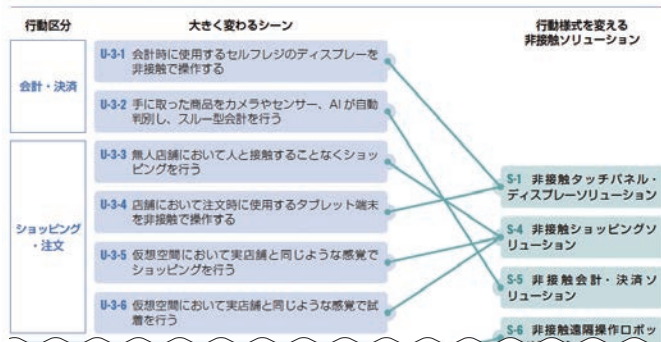 行動区分
大きく変わるシーン
行動様式を変える
非接触ソリューション
会計・決済
U-3-1 会計時に使用するセルフレジのディスプレーを
非接触で操作する
U-3-2 手に取った商品をカメラやセンサー、AIが自動
判別し、スルー型会計を行う
ショッピング
・注文
U-3-3 無人店舗において人と接触することなくショッ
ピングを行う
U-3-4 店舗において注文時に使用するタブレット端末
を非接触で操作する
U-3-5 仮想空間において実店舗と同じような感覚で
ショッピングを行う
U-3-6 仮想空間において実店舗と同じような感覚で試
着を行う
S-1 非接触タッチパネル・
ディスプレーソリューション
S-4 非接触ショッピングソ
リューション
S-5 非接触会計・決済ソ
リューション
S-6 非接触遠隔操作ロボッ